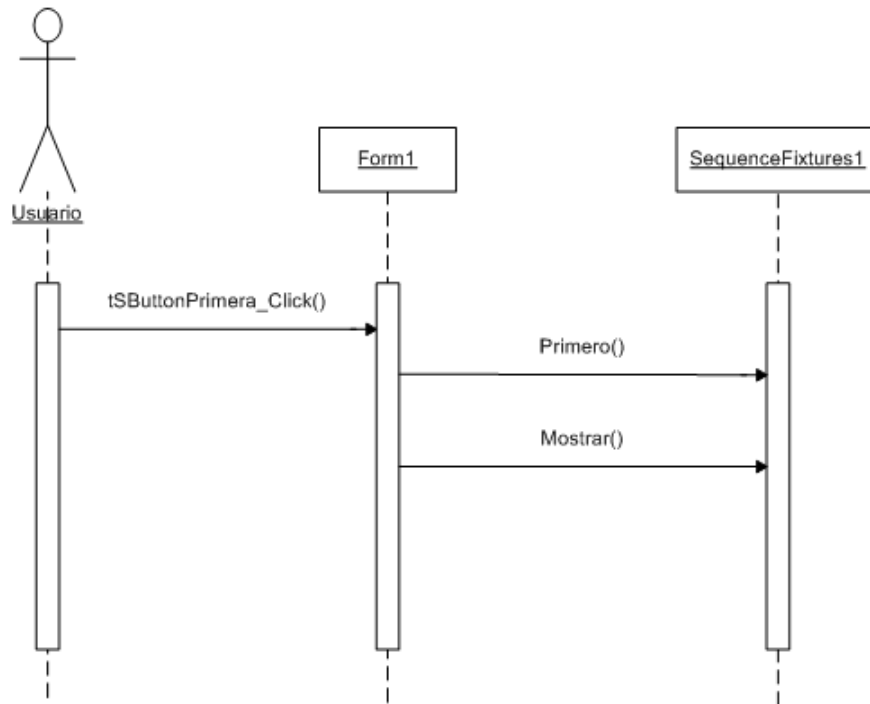 Usuario
Form1
SequenceFixtures1
tSButtonPrimera_Click()
Primero()
Mostrar()